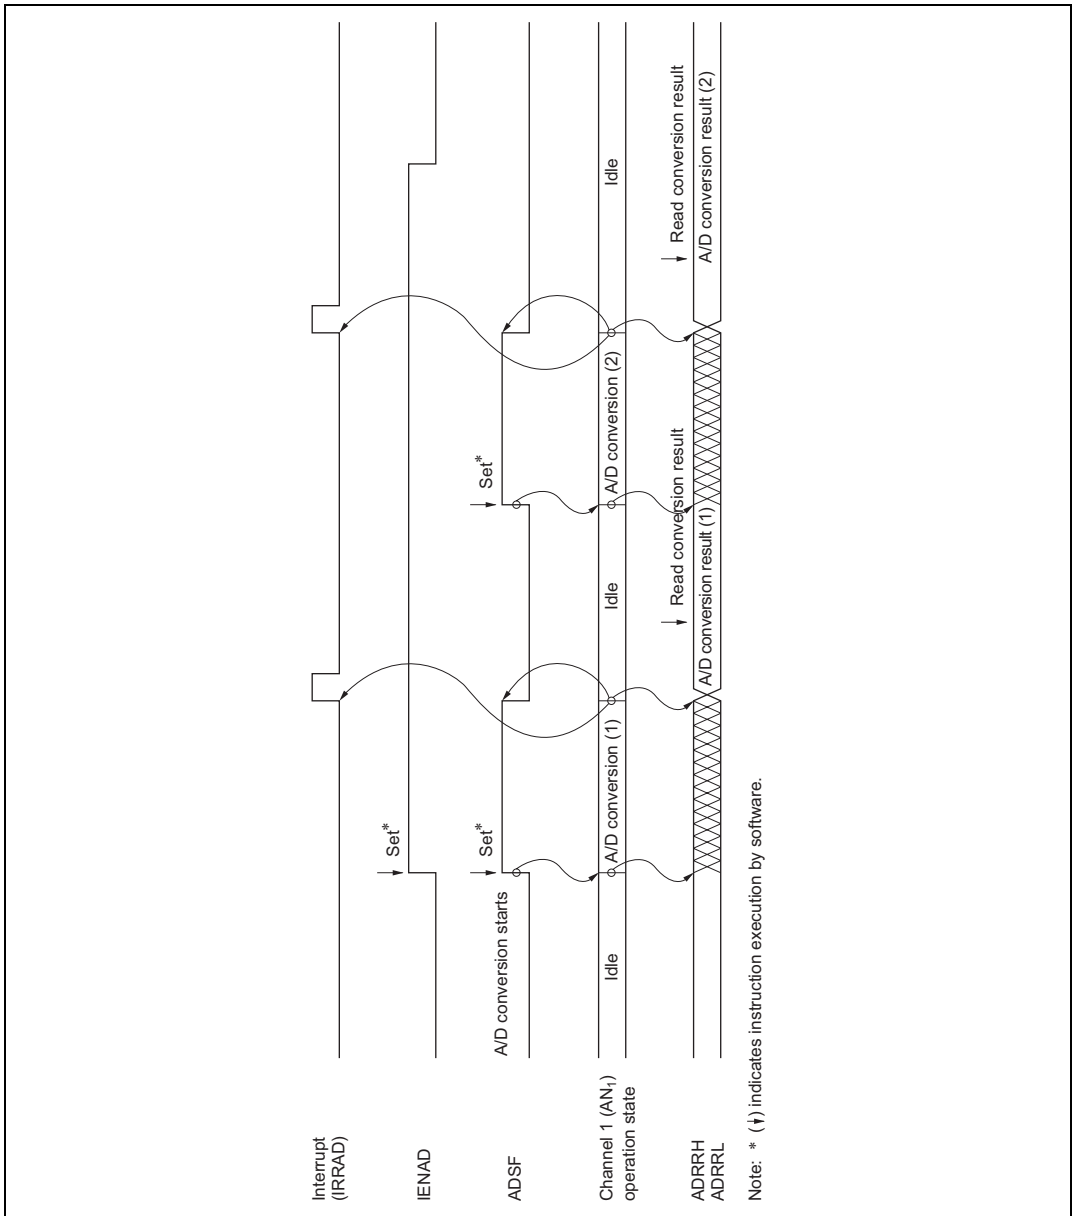 Interrupt
(IRRAD)
IENAD
Set*
ADSF
A/D conversion starts
Set*
Set*
Channel 1 (AN1)
operation state
Idle
A/D conversion (1)
Idle
A/D conversion (2)
Idle
Read conversion result
Read conversion result
ADRRH
ADRRL
A/D conversion result (1)
A/D conversion result (2)
Note: * (↓) indicates instruction execution by software.